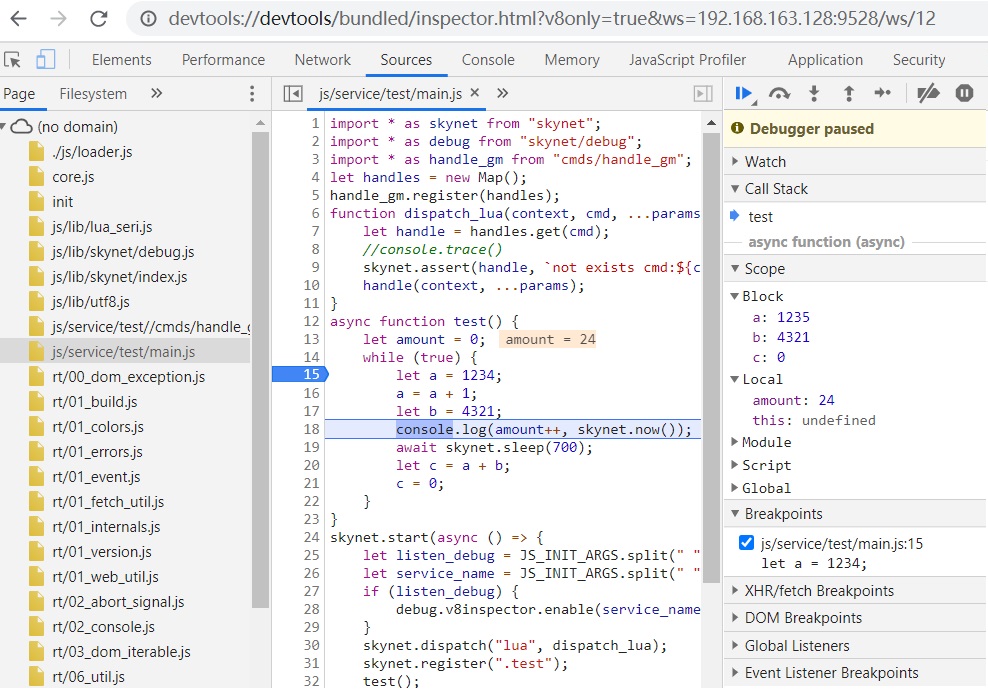 devtools://devtools/bundled/inspector.html?v8only=true&ws=192.168.163.128:9528/ws/12
Elements Performance Network Sources Console Memory JavaScript Profiler Application Security
Page Filesystem »
js/service/test/main.js × »
(no domain)
./js/loader.js
core.js
init
js/lib/lua_seri.js
js/lib/skynet/debug.js
js/lib/skynet/index.js
js/lib/utf8.js
js/service/test//cmds/handle_
js/service/test/main.js
rt/00_dom_exception.js
rt/01_build.js
rt/01_colors.js
rt/01_errors.js
rt/01_event.js
rt/01_fetch_util.js
rt/01_internals.js
rt/01_version.js
rt/01_web_util.js
rt/02_abort_signal.js
rt/02_console.js
rt/03_dom_iterable.js
rt/06_util.js
1 import * as skynet from "skynet";
2 import * as debug from "skynet/debug";
3 import * as handle_gm from "cmds/handle_gm";
4 let handles = new Map();
5 handle_gm.register(handles);
6 function dispatch_lua(context, cmd, ...params
7 let handle = handles.get(cmd);
8 //console.trace()
9 skynet.assert(handle, `not exists cmd:${c
10 handle(context, ...params);
11 }
12 async function test() {
13 let amount = 0; amount = 24
14 while (true) {
15 let a = 1234;
16 a = a + 1;
17 let b = 4321;
18 console.log(amount++, skynet.now());
19 await skynet.sleep(700);
20 let c = a + b;
21 c = 0;
22 }
23 }
24 skynet.start(async () => {
25 let listen_debug = JS_INIT_ARGS.split(" "
26 let service_name = JS_INIT_ARGS.split(" "
27 if (listen_debug) {
28 debug.v8inspector.enable(service_name
29 }
30 skynet.dispatch("lua", dispatch_lua);
31 skynet.register(".test");
32 test();
Debugger paused
Watch
Call Stack
test
async function (async)
Scope
Block
a: 1235
b: 4321
c: 0
Local
amount: 24
this: undefined
Module
Script
Global
Breakpoints
js/service/test/main.js:15
let a = 1234;
XHR/fetch Breakpoints
DOM Breakpoints
Global Listeners
Event Listener Breakpoints